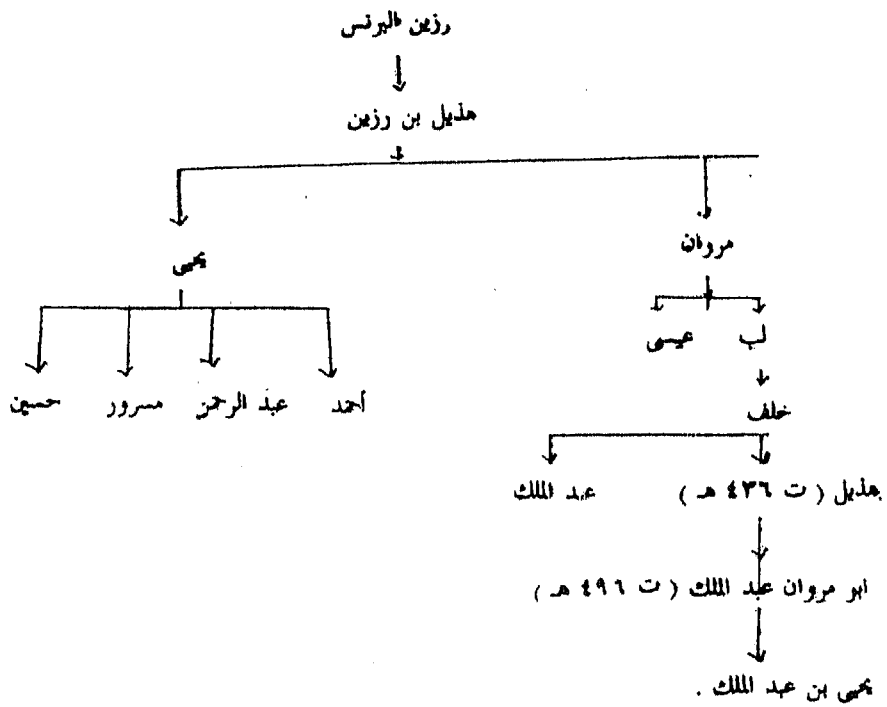 رزين البرنس
هذيل بن رزين
مروان
يحيى
لب
عيسى
أحمد
عبد الرحمن
مسرور
حسين
خلف
هذيل ( ت ٤٣٦ هـ )
عبد الملك
ابو مروان عبد الملك ( ت ٤٩٦ هـ )
يحيى بن عبد الملك .